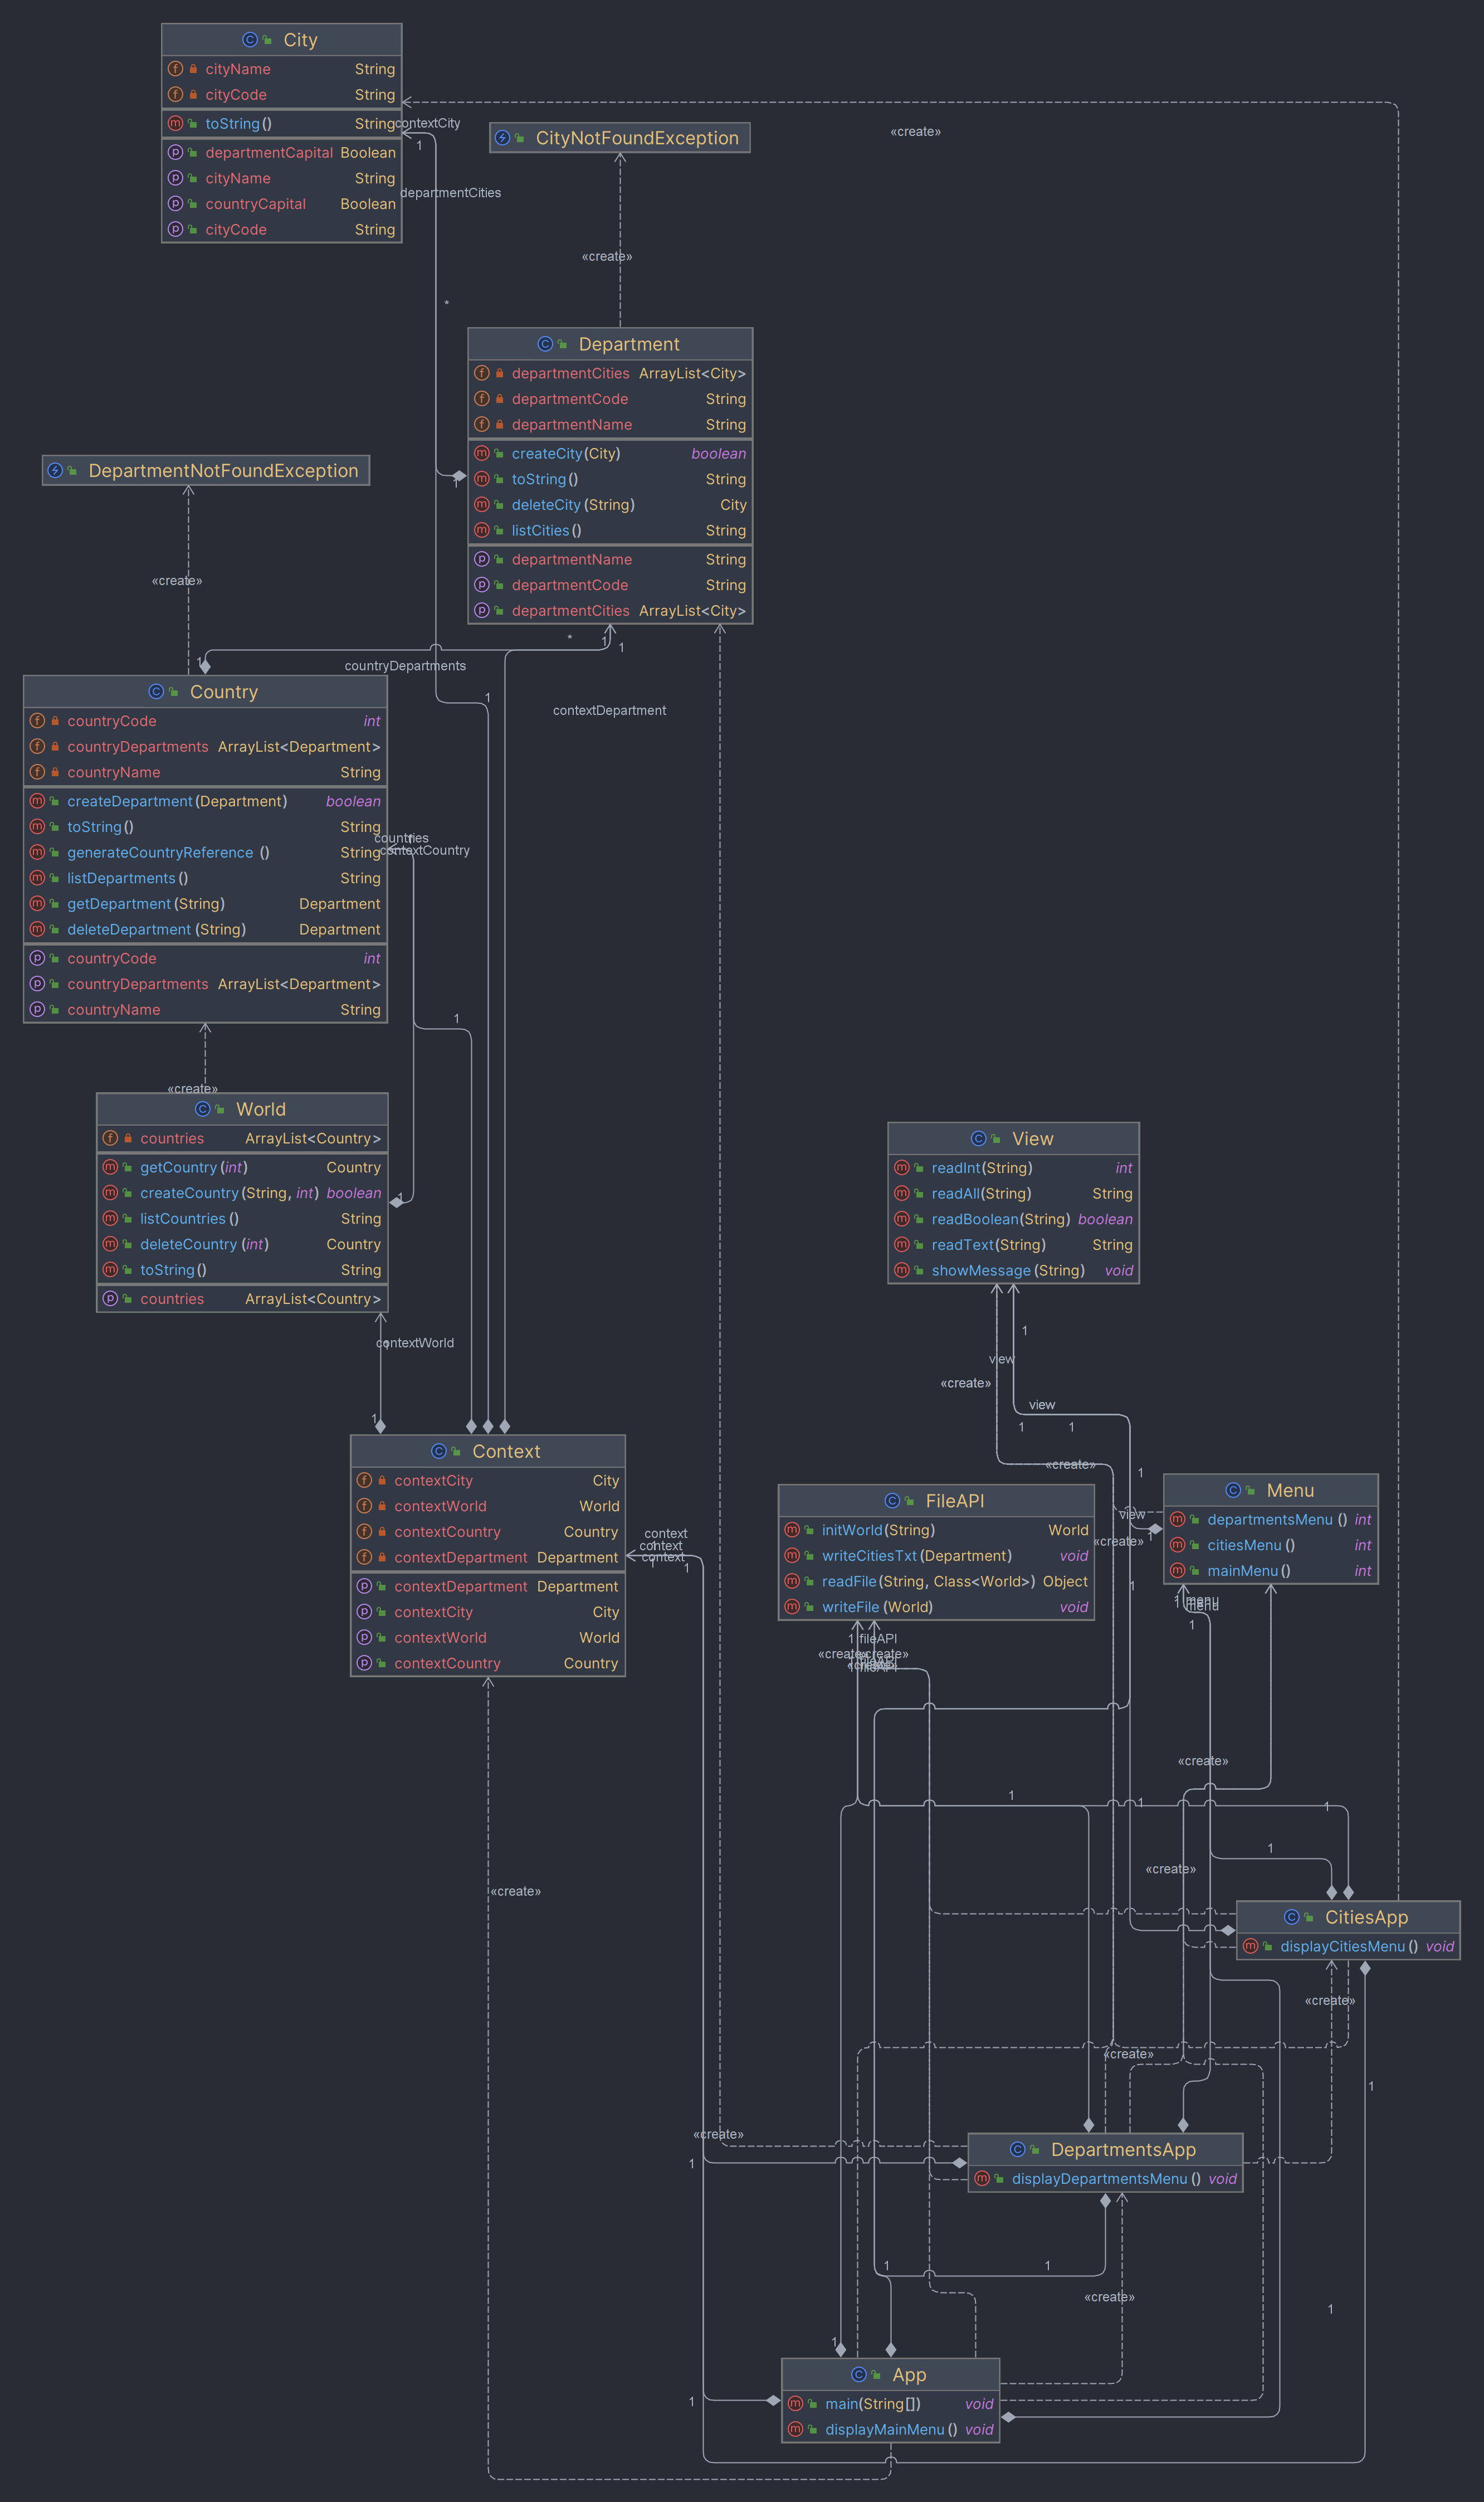 City
cityName String
cityCode String
toString() String
departmentCapital Boolean
cityName String
countryCapital Boolean
cityCode String
contextCity
1
departmentCities
*
«create»
CityNotFoundException
«create»
Department
departmentCities ArrayList<City>
departmentCode String
departmentName String
createCity(City) boolean
toString() String
deleteCity(String) City
listCities() String
departmentName String
departmentCode String
departmentCities ArrayList<City>
1
DepartmentNotFoundException
«create»
*
1
1
1
countryDepartments
1
contextDepartment
Country
countryCode int
countryDepartments ArrayList<Department>
countryName String
createDepartment(Department) boolean
toString() String
generateCountryReference () String
listDepartments() String
getDepartment(String) Department
deleteDepartment (String) Department
countryCode int
countryDepartments ArrayList<Department>
countryName String
countries
contextCountry
1
«create»
World
countries ArrayList<Country>
getCountry(int) Country
createCountry(String, int) boolean
listCountries() String
deleteCountry (int) Country
toString() String
countries ArrayList<Country>
1
contextWorld
1
View
readInt(String) int
readAll(String) String
readBoolean(String) boolean
readText(String) String
showMessage(String) void
1
view
«create»
view
1
1
«create»
1
Context
contextCity City
contextWorld World
contextCountry Country
contextDepartment Department
contextDepartment Department
contextCity City
contextWorld World
contextCountry Country
context
context
context
1
FileAPI
initWorld(String) World
writeCitiesTxt(Department) void
readFile(String, Class<World>) Object
writeFile(World) void
view
«create»
1
Menu
departmentsMenu () int
citiesMenu () int
mainMenu() int
1
menu
menu
1
1 fileAPI
«create»
«create»
1
«create»
1
1
1
1
«create»
«create»
CitiesApp
displayCitiesMenu() void
«create»
«create»
1
«create»
1
DepartmentsApp
displayDepartmentsMenu() void
1
1
«create»
1
1
1
App
main(String[]) void
displayMainMenu() void